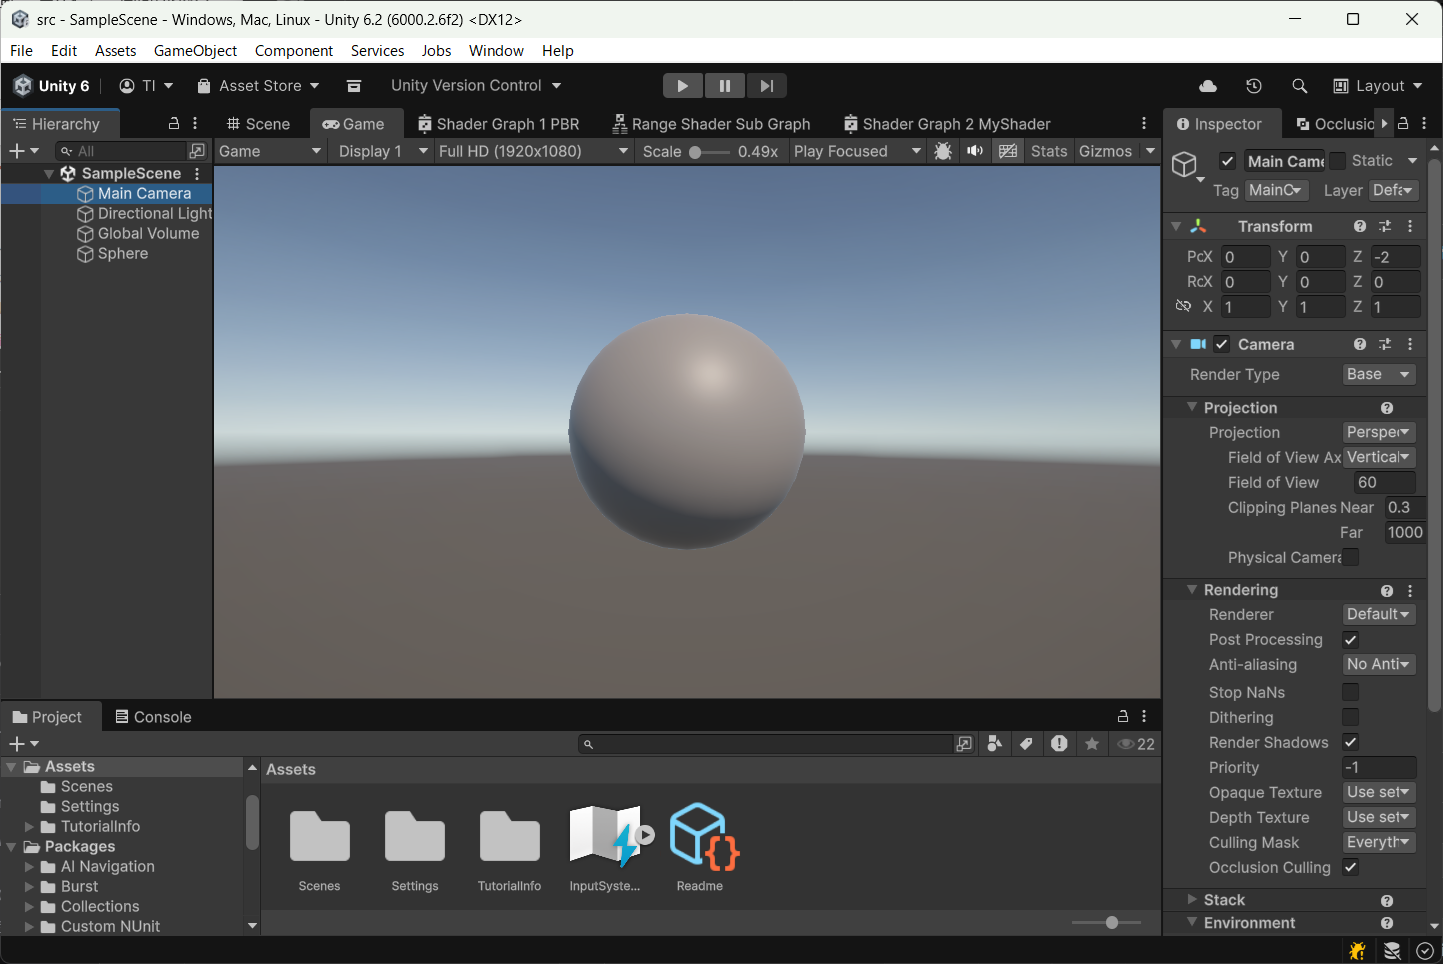 src - SampleScene - Windows, Mac, Linux - Unity 6.2 (6000.2.6f2) <DX12>
File Edit Assets GameObject Component Services Jobs Window Help
Unity 6 TI Asset Store Unity Version Control Layout
Hierarchy
All
SampleScene
Main Camera
Directional Light
Global Volume
Sphere
Scene Game Shader Graph 1 PBR Range Shader Sub Graph Shader Graph 2 MyShader
Game Display 1 Full HD (1920x1080) Scale 0.49x Play Focused Stats Gizmos
Inspector Occlusio
Main Came Static
Tag MainC Layer Defa
Transform
Pc X 0 Y 0 Z -2
Rc X 0 Y 0 Z 0
X 1 Y 1 Z 1
Camera
Render Type Base
Projection
Projection Perspec
Field of View Ax Vertical
Field of View 60
Clipping Planes Near 0.3
Far 1000
Physical Camera
Rendering
Renderer Default
Post Processing
Anti-aliasing No Anti
Stop NaNs
Dithering
Render Shadows
Priority -1
Opaque Texture Use set
Depth Texture Use set
Culling Mask Everyth
Occlusion Culling
Stack
Environment
Project Console
22
Assets
Scenes
Settings
TutorialInfo
Packages
AI Navigation
Burst
Collections
Custom NUnit
Assets
Scenes Settings TutorialInfo InputSyste... Readme